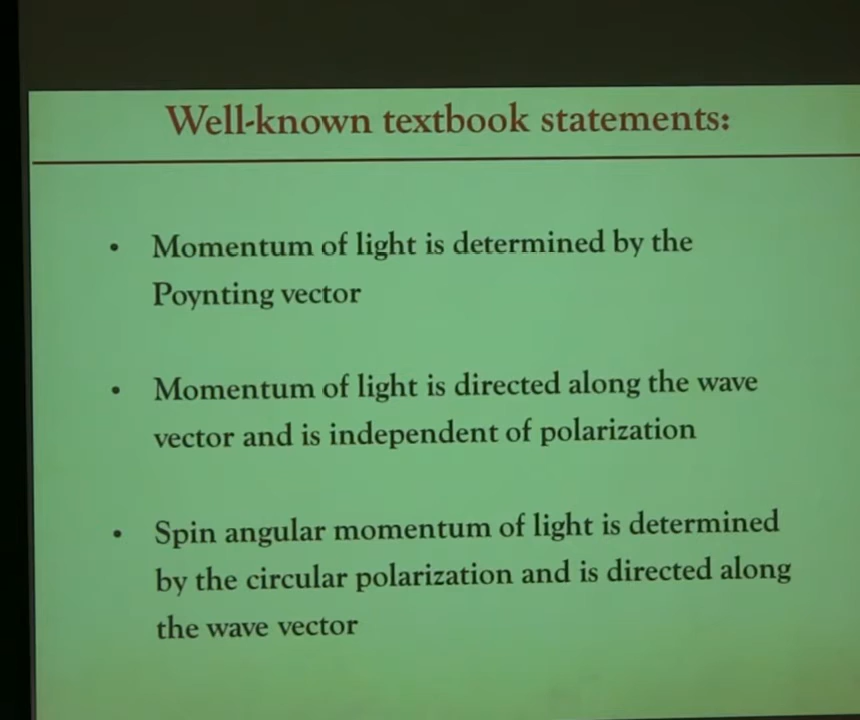 Well-known textbook statements:
• Momentum of light is determined by the
Poynting vector
• Momentum of light is directed along the wave
vector and is independent of polarization
• Spin angular momentum of light is determined
by the circular polarization and is directed along
the wave vector